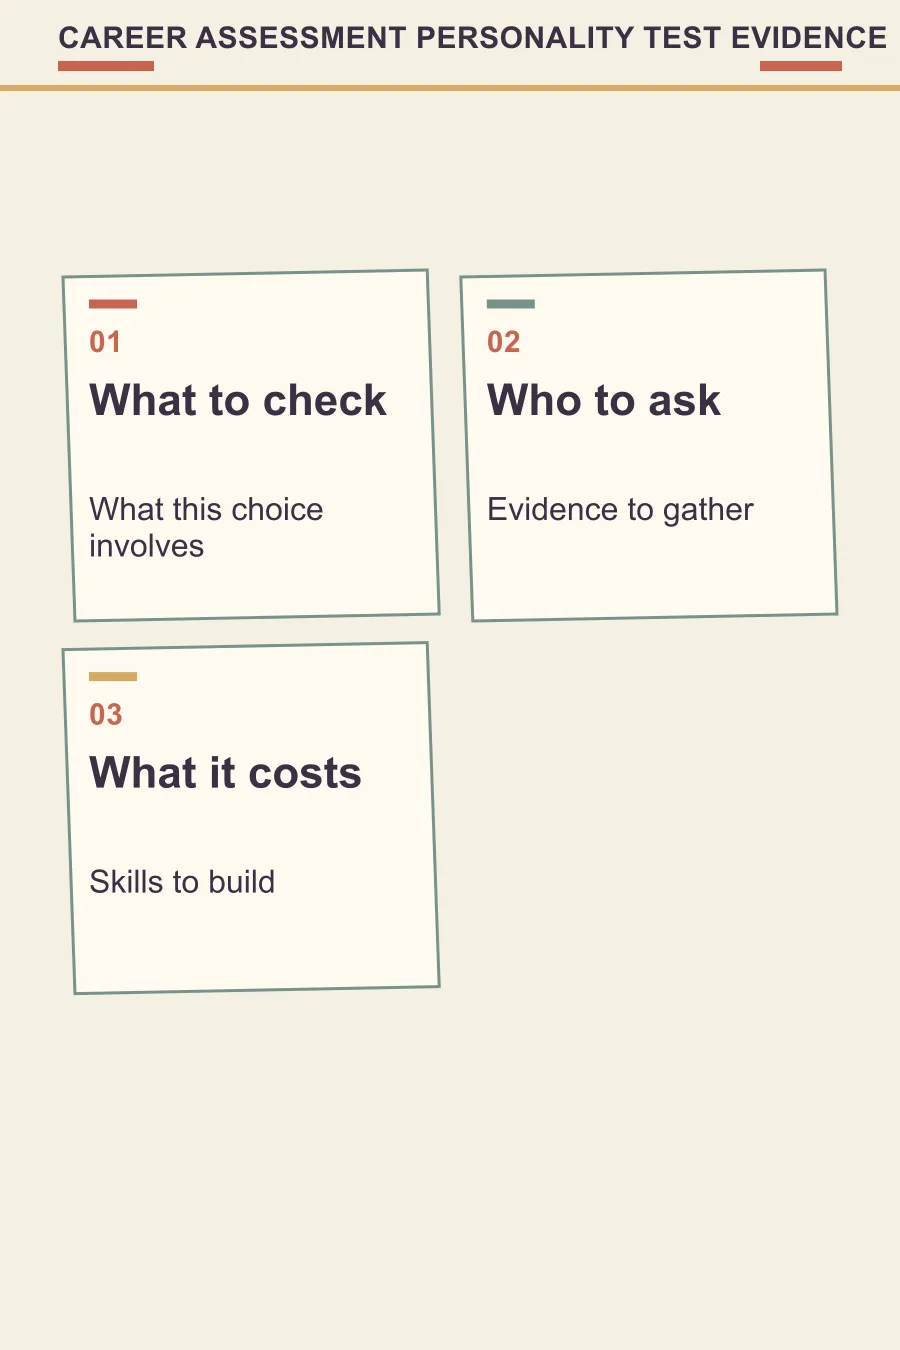 CAREER ASSESSMENT PERSONALITY TEST EVIDENCE
01
What to check
What this choice
involves
02
Who to ask
Evidence to gather
03
What it costs
Skills to build